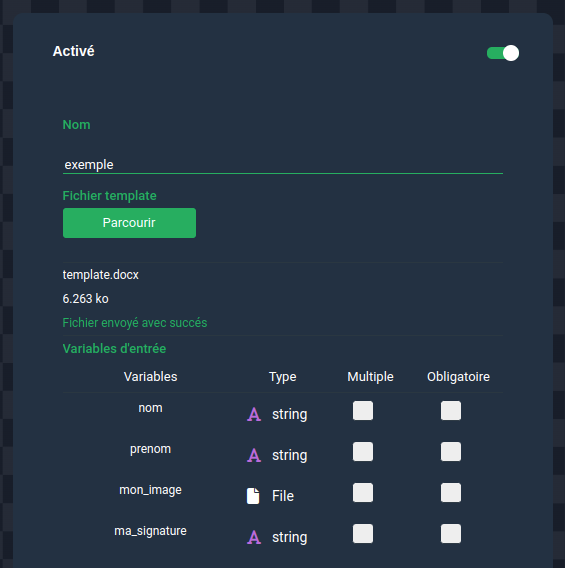 Activé
Nom
exemple
Fichier template
Parcourir
template.docx
6.263 ko
Fichier envoyé avec succés
Variables d'entrée
Variables Type Multiple Obligatoire
nom A string
prenom A string
mon_image File
ma_signature A string